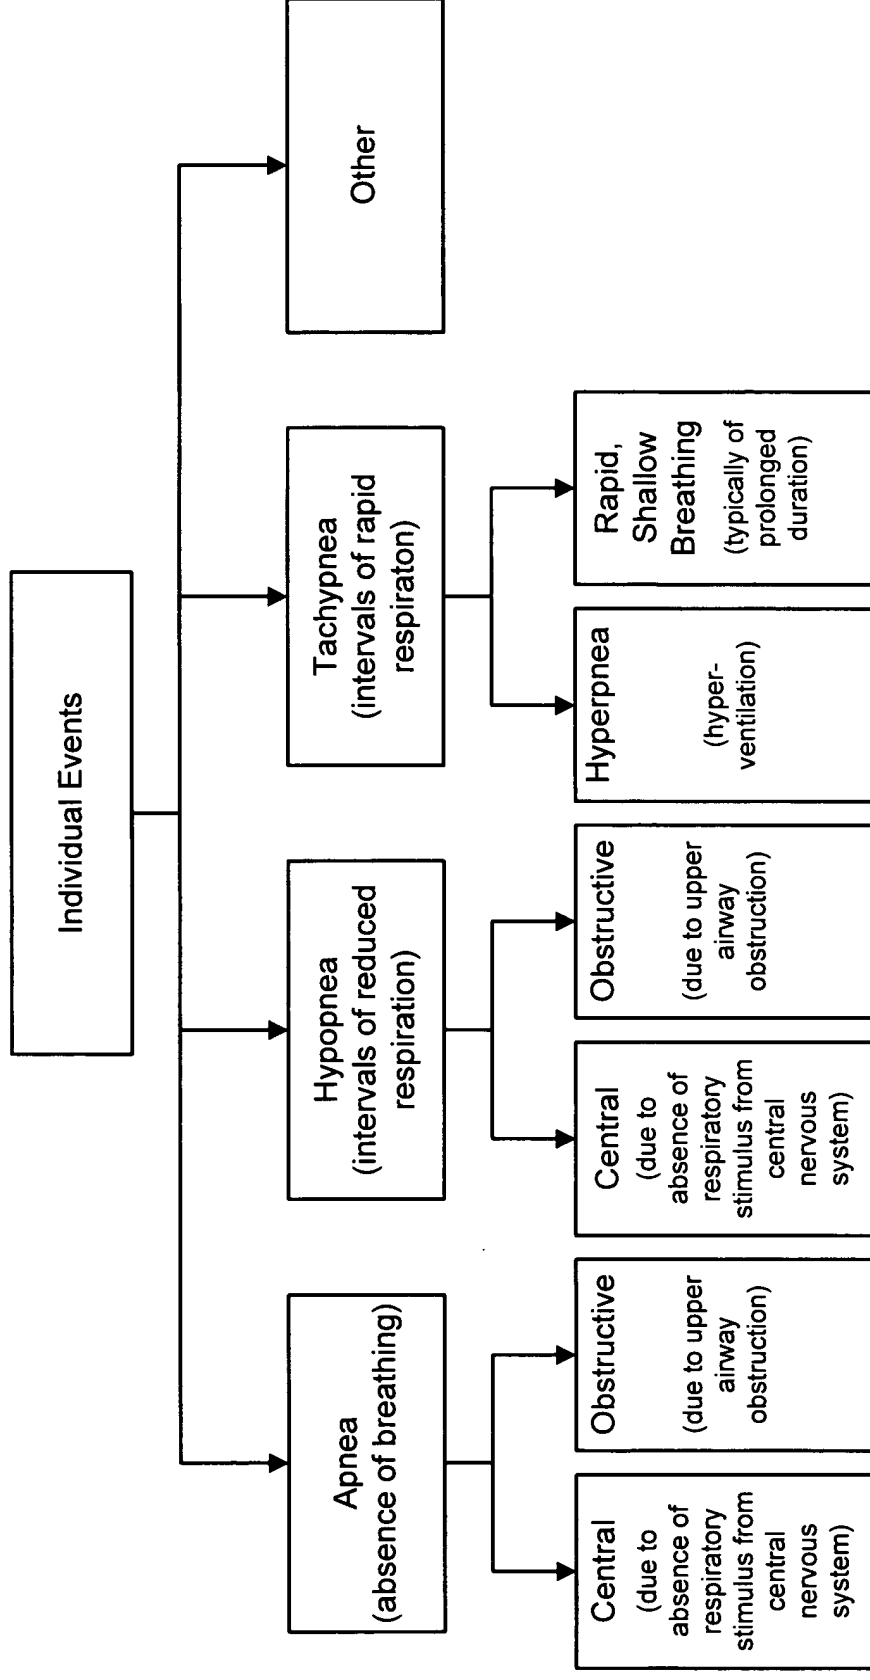 Individual Events
Apnea
(absence of breathing)
Hypopnea
(intervals of reduced
respiration)
Tachypnea
(intervals of rapid
respiraton)
Other
Central
(due to
absence of
respiratory
stimulus from
central
nervous
system)
Obstructive
(due to upper
airway
obstruction)
Central
(due to
absence of
respiratory
stimulus from
central
nervous
system)
Obstructive
(due to upper
airway
obstruction)
Hyperpnea
(hyper-
ventilation)
Rapid,
Shallow
Breathing
(typically of
prolonged
duration)